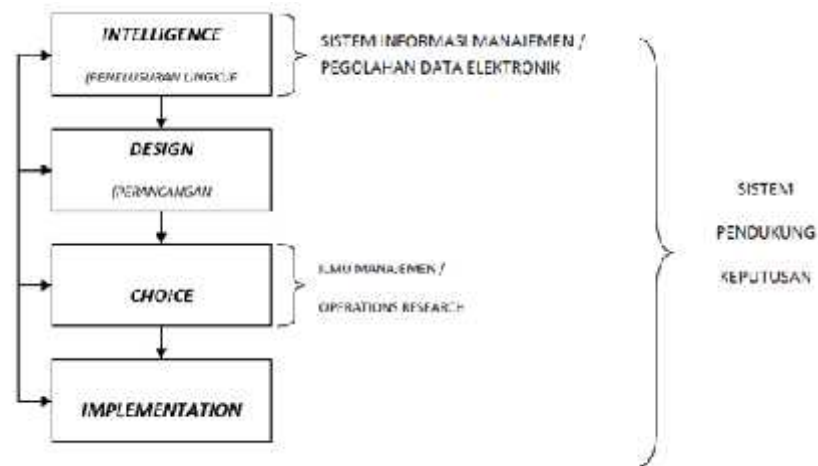 INTELLIGENCE
(PENELUSURAN LINGKUP
SISTEM INFORMASI MANAJEMEN /
PEGOLAHAN DATA ELEKTRONIK
DESIGN
(PERANCANGAN
SISTEM
PENDUKUNG
KEPUTUSAN
ILMU MANAJEMEN /
OPERATIONS RESEARCH
CHOICE
IMPLEMENTATION